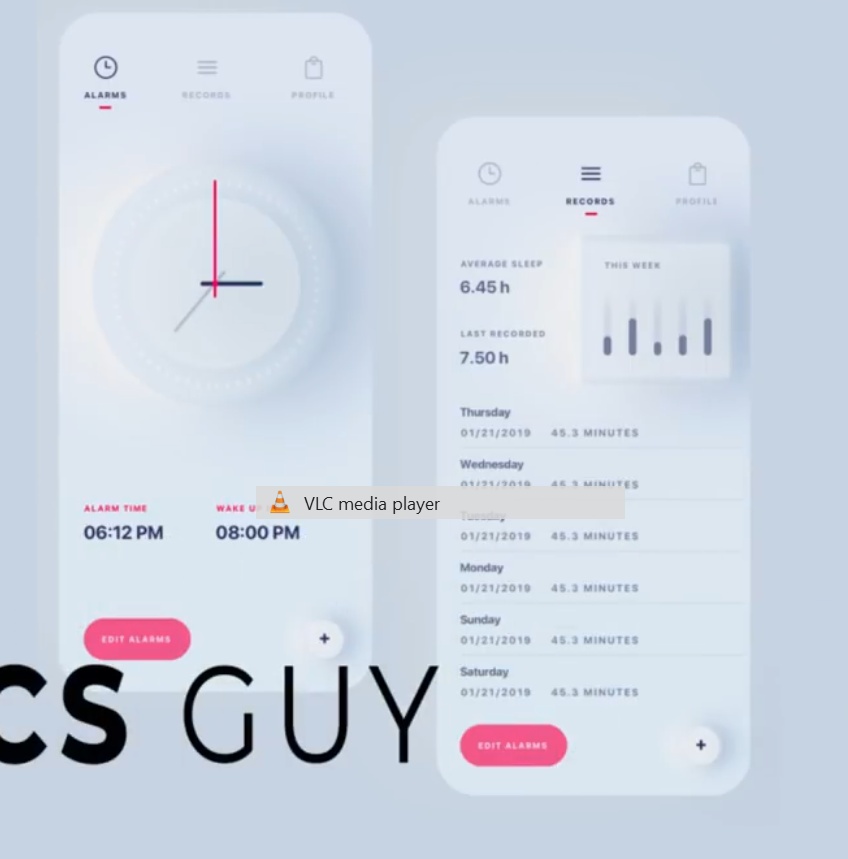 ALARMS RECORDS PROFILE
ALARM TIME WAKE U
06:12 PM 08:00 PM
EDIT ALARMS +
VLC media player
CS GUY
ALARMS RECORDS PROFILE
AVERAGE SLEEP
6.45 h
LAST RECORDED
7.50 h
THIS WEEK
Thursday
01/21/2019 45.3 MINUTES
Wednesday
01/21/2019 45.3 MINUTES
Tuesday
01/21/2019 45.3 MINUTES
Monday
01/21/2019 45.3 MINUTES
Sunday
01/21/2019 45.3 MINUTES
Saturday
01/21/2019 45.3 MINUTES
EDIT ALARMS +